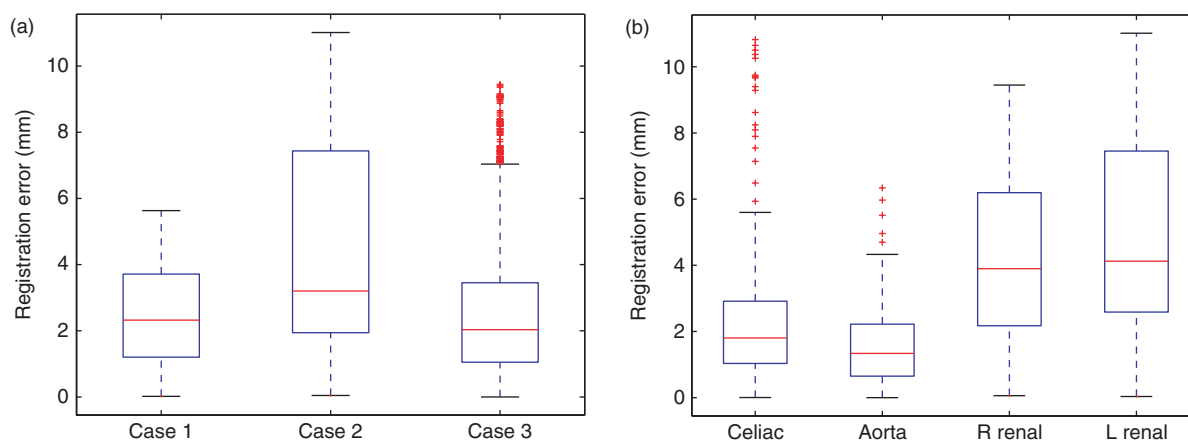 (a)
Registration error (mm)
10
8
6
4
2
0
Case 1 Case 2 Case 3
(b)
Registration error (mm)
10
8
6
4
2
0
Celiac Aorta R renal L renal